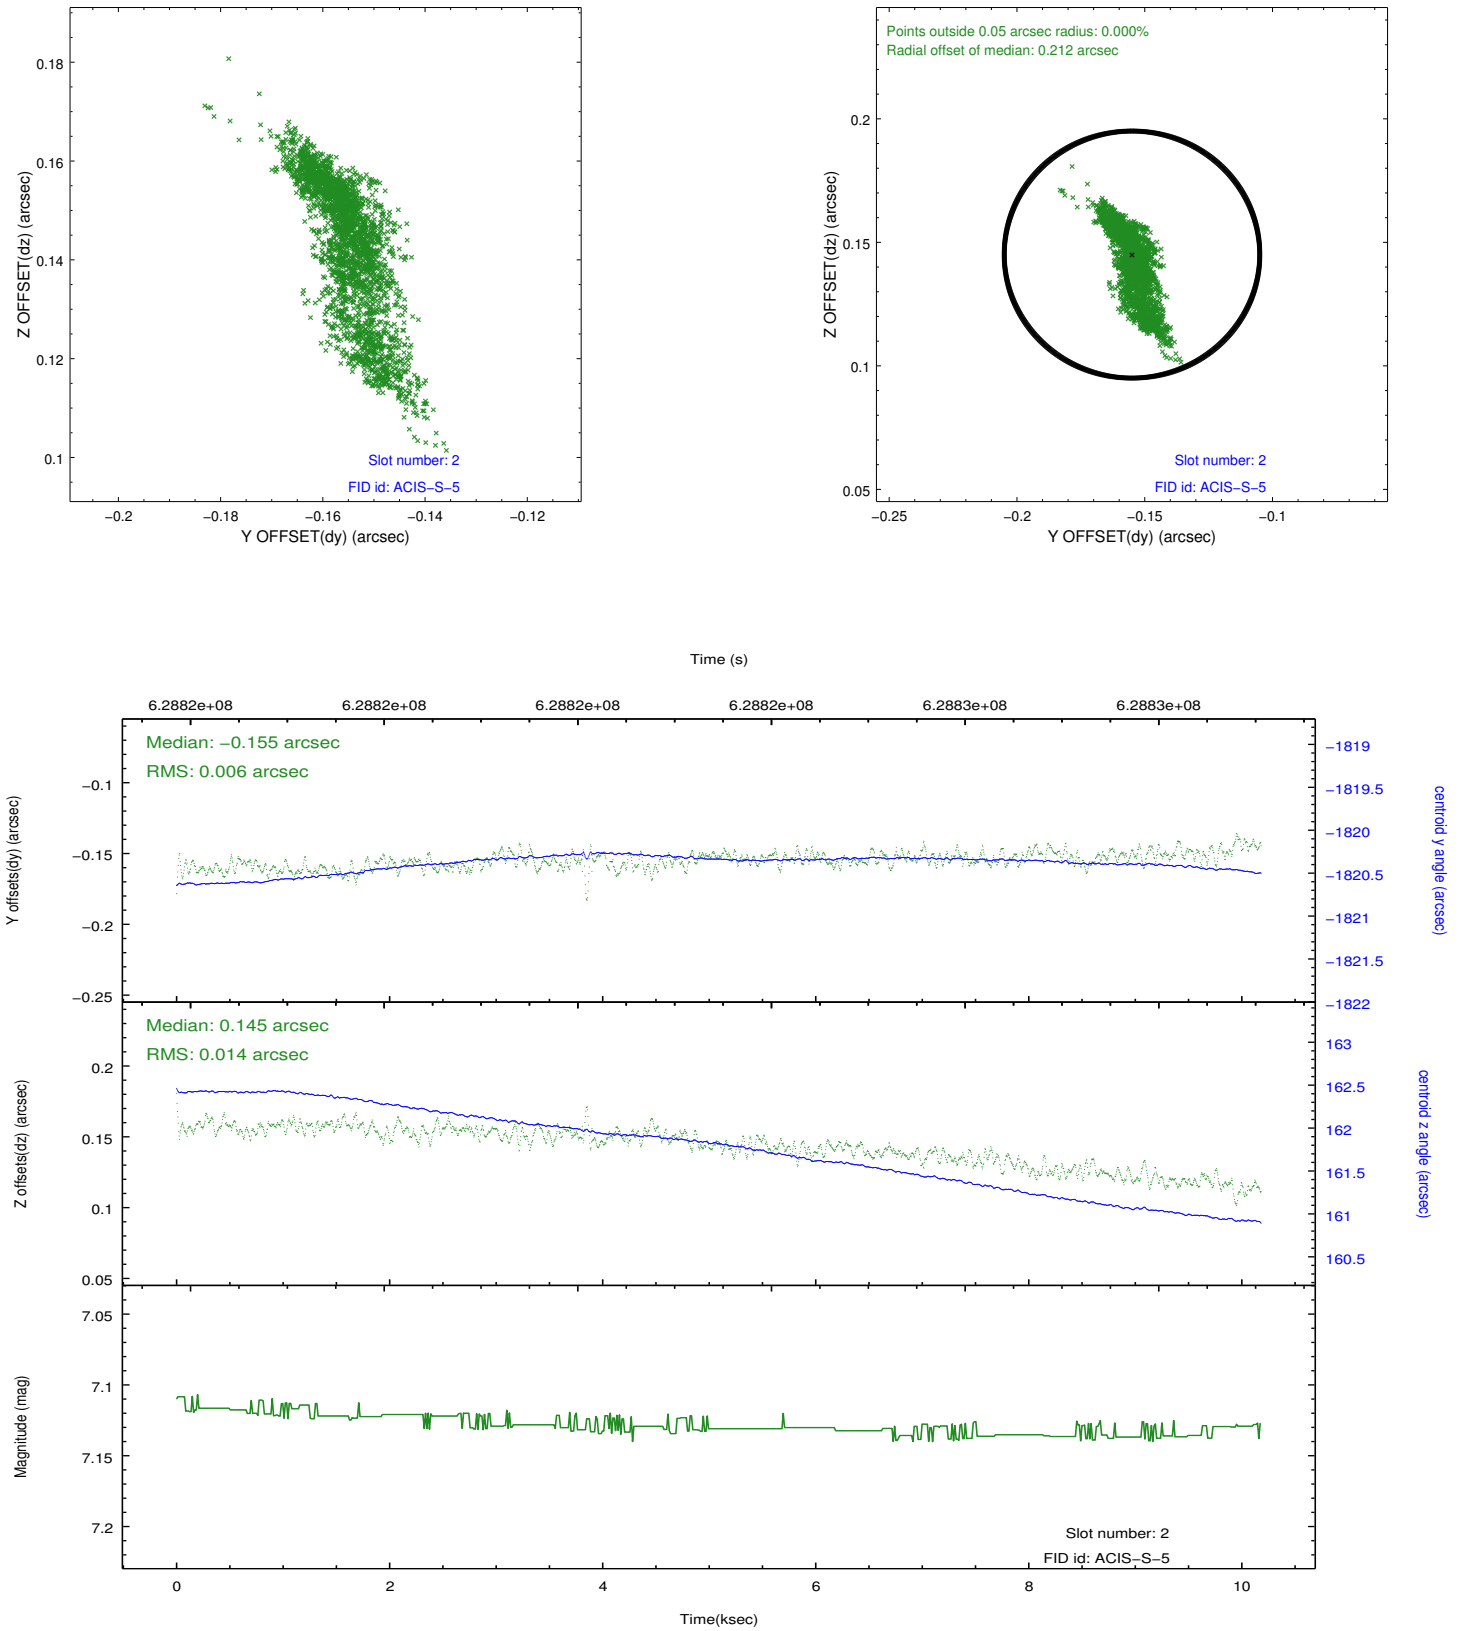 0.18
0.16
0.14
0.12
0.1
Z OFFSET(dz) (arcsec)
Slot number: 2
FID id: ACIS−S−5
−0.2
−0.18
−0.16
−0.14
−0.12
Y OFFSET(dy) (arcsec)
Points outside 0.05 arcsec radius: 0.000%
Radial offset of median: 0.212 arcsec
0.2
0.15
0.1
0.05
Z OFFSET(dz) (arcsec)
Slot number: 2
FID id: ACIS−S−5
−0.25
−0.2
−0.15
−0.1
Y OFFSET(dy) (arcsec)
Time (s)
6.2882e+08
6.2882e+08
6.2882e+08
6.2882e+08
6.2883e+08
6.2883e+08
Median: −0.155 arcsec
RMS: 0.006 arcsec
−0.1
−0.15
−0.2
−0.25
Y offsets(dy) (arcsec)
−1819
−1819.5
−1820
−1820.5
−1821
−1821.5
−1822
centroid y angle (arcsec)
Median: 0.145 arcsec
RMS: 0.014 arcsec
0.2
0.15
0.1
0.05
Z offsets(dz) (arcsec)
163
162.5
162
161.5
161
160.5
centroid z angle (arcsec)
7.05
7.1
7.15
7.2
Magnitude (mag)
Slot number: 2
FID id: ACIS−S−5
0
2
4
6
8
10
Time(ksec)